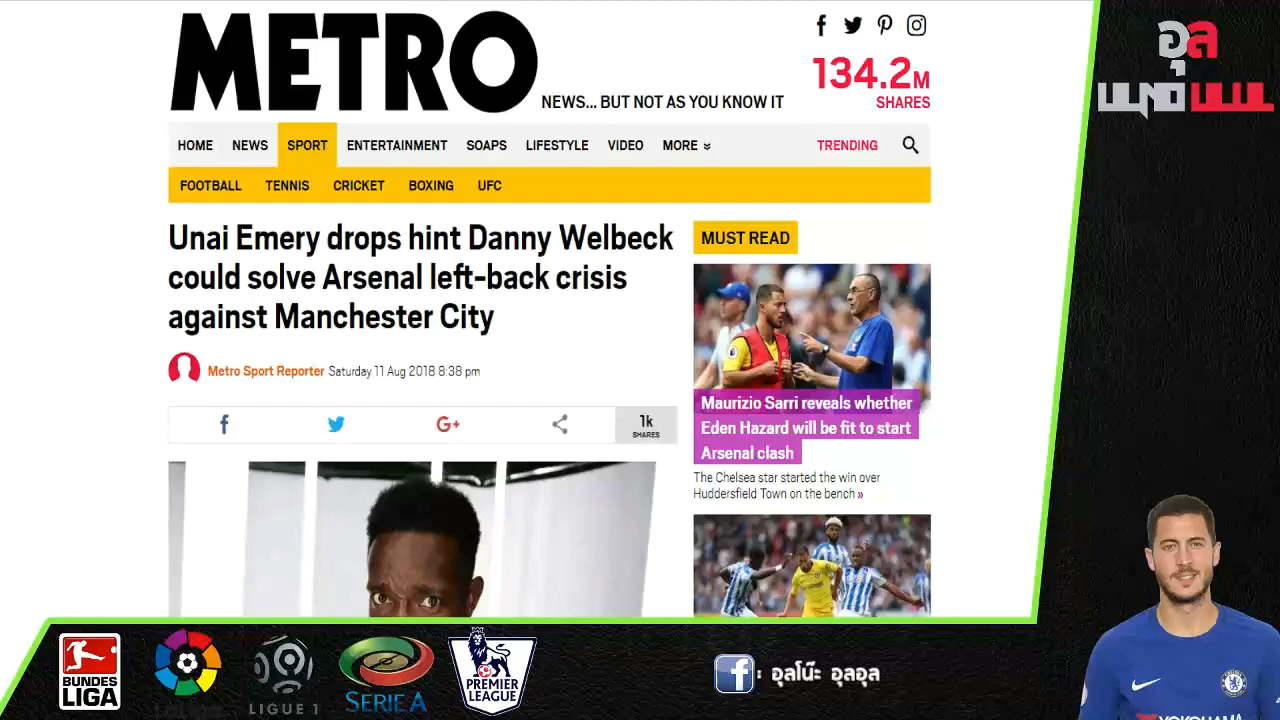 METRO
NEWS... BUT NOT AS YOU KNOW IT
134.2M
SHARES
HOME NEWS SPORT ENTERTAINMENT SOAPS LIFESTYLE VIDEO MORE
TRENDING
FOOTBALL TENNIS CRICKET BOXING UFC
Unai Emery drops hint Danny Welbeck
could solve Arsenal left-back crisis
against Manchester City
Metro Sport Reporter Saturday 11 Aug 2018 8:38 pm
G+
1k
SHARES
MUST READ
Maurizio Sarri reveals whether
Eden Hazard will be fit to start
Arsenal clash
The Chelsea star started the win over
Huddersfield Town on the bench »
อุล
BUNDES
LIGA
LIGUE 1
SERIE A
PREMIER
LEAGUE
f : อุลโน๊ะ อุลอุล
YOKOHAMA